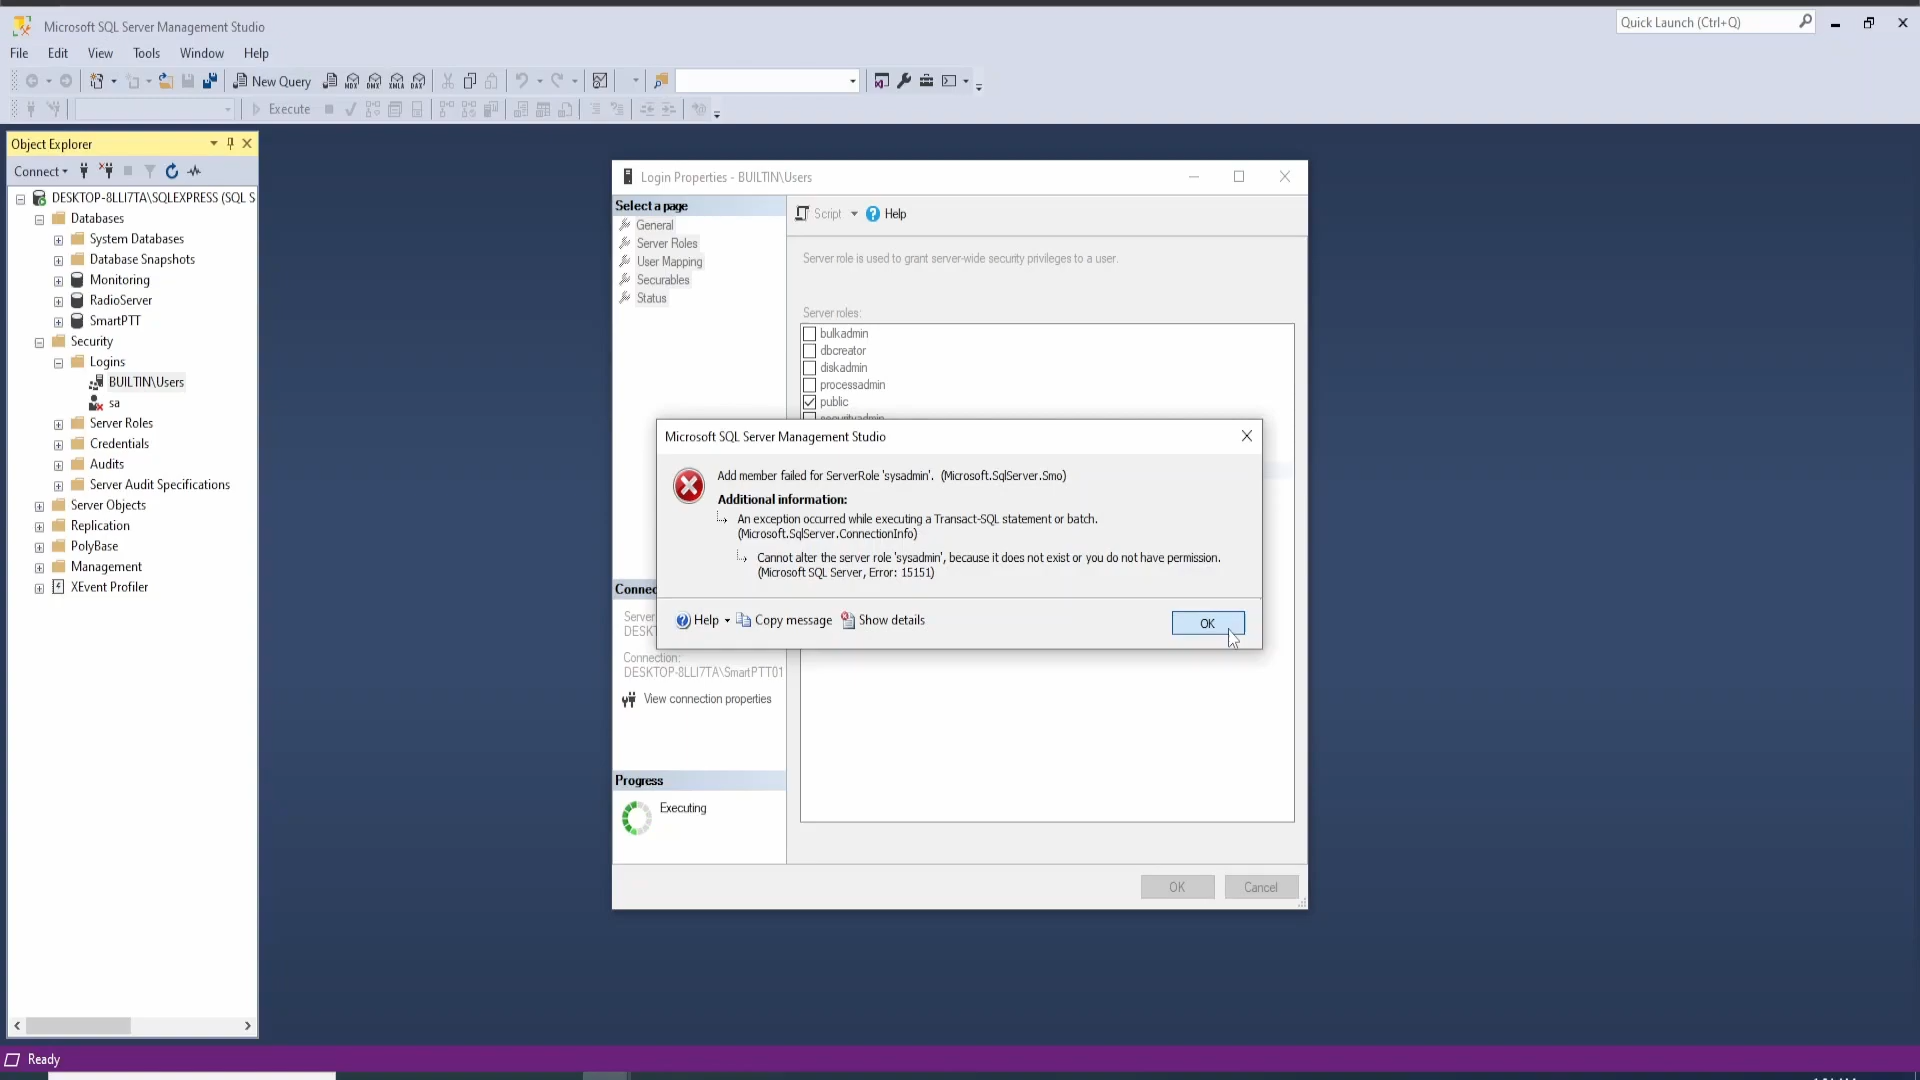 Microsoft SQL Server Management Studio
Quick Launch (Ctrl+Q)
File Edit View Tools Window Help
New Query
MDX DMX XMLA DAX
Execute
Object Explorer
Connect
DESKTOP-8LLI7TA\SQLEXPRESS (SQL S
Databases
System Databases
Database Snapshots
Monitoring
RadioServer
SmartPTT
Security
Logins
BUILTIN\Users
sa
Server Roles
Credentials
Audits
Server Audit Specifications
Server Objects
Replication
PolyBase
Management
XEvent Profiler
Login Properties - BUILTIN\Users
Select a page
General
Server Roles
User Mapping
Securables
Status
Script Help
Server role is used to grant server-wide security privileges to a user.
Server roles:
bulkadmin
dbcreator
diskadmin
processadmin
public
securityadmin
Microsoft SQL Server Management Studio
Add member failed for ServerRole 'sysadmin'. (Microsoft.SqlServer.Smo)
Additional information:
An exception occurred while executing a Transact-SQL statement or batch.
(Microsoft.SqlServer.ConnectionInfo)
Cannot alter the server role 'sysadmin', because it does not exist or you do not have permission.
(Microsoft SQL Server, Error: 15151)
Help Copy message Show details
OK
Connec
Server
DESKT
Connection:
DESKTOP-8LLI7TA\SmartPTT01
View connection properties
Progress
Executing
OK Cancel
Ready